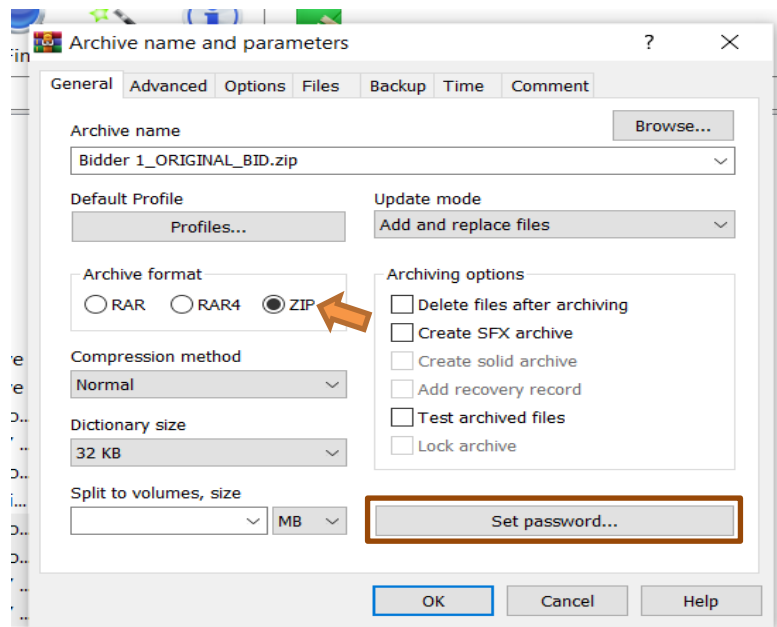 Archive name and parameters
?
General Advanced Options Files Backup Time Comment
Archive name
Browse...
Bidder 1_ORIGINAL_BID.zip
Default Profile
Update mode
Profiles...
Add and replace files
Archive format
Archiving options
RAR RAR4 ZIP
Delete files after archiving
Create SFX archive
Compression method
Create solid archive
Normal
Add recovery record
Dictionary size
Test archived files
32 KB
Lock archive
Split to volumes, size
MB
Set password...
OK Cancel Help